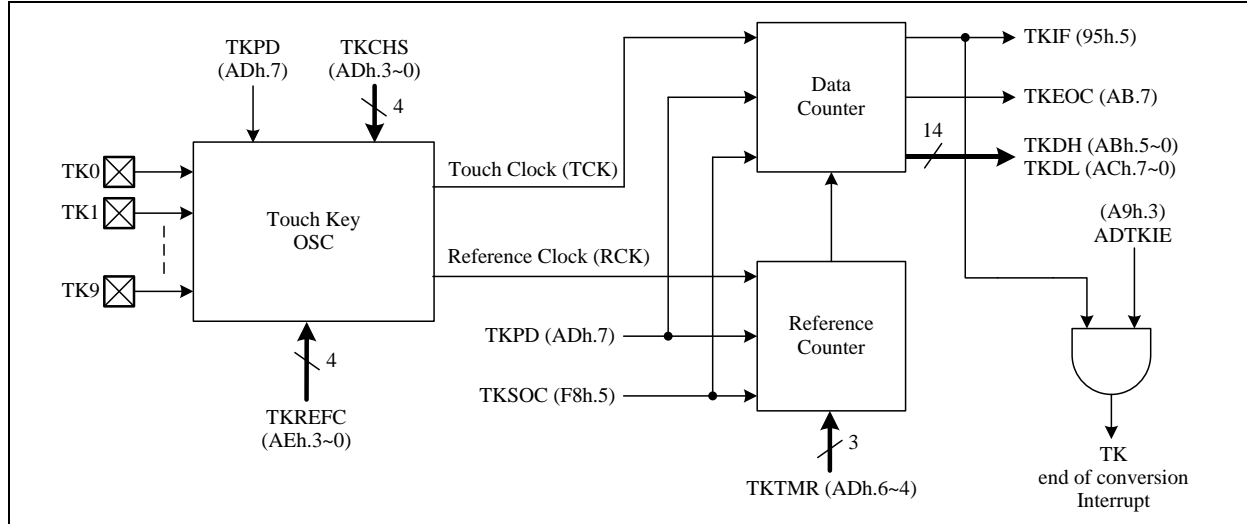 TKPD
(ADh.7)
TKCHS
(ADh.3~0)
4
TK0
TK1
TK9
Touch Key
OSC
Touch Clock (TCK)
Reference Clock (RCK)
4
TKREFC
(AEh.3~0)
Data
Counter
TKIF (95h.5)
TKEOC (AB.7)
14
TKDH (ABh.5~0)
TKDL (ACh.7~0)
(A9h.3)
ADTKIE
TKPD (ADh.7)
TKSOC (F8h.5)
Reference
Counter
3
TKTMR (ADh.6~4)
TK
end of conversion
Interrupt